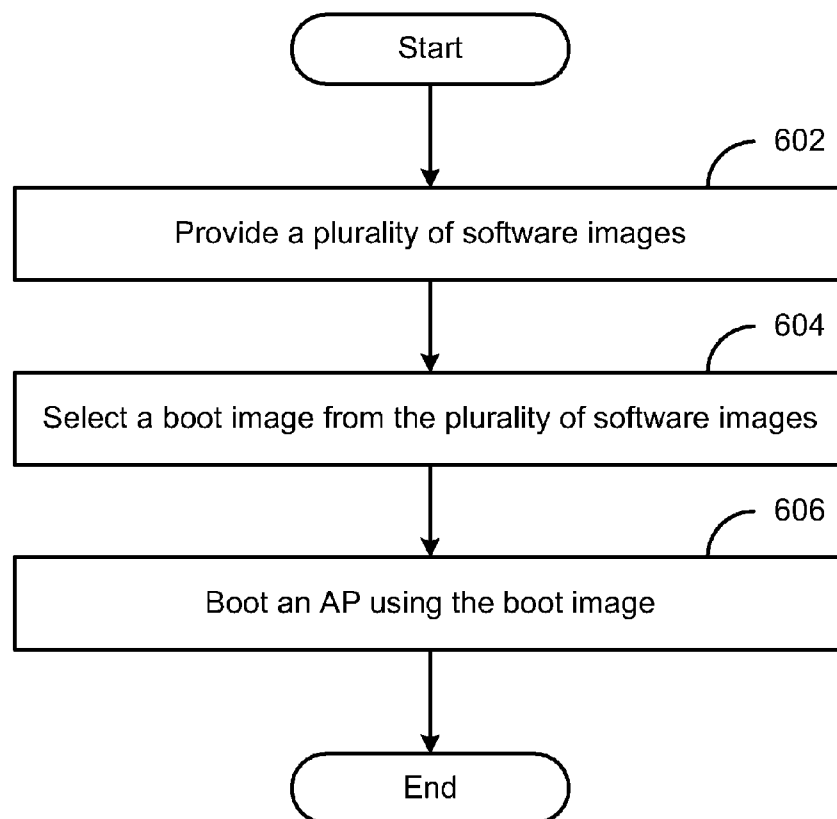 Start
602
Provide a plurality of software images
604
Select a boot image from the plurality of software images
606
Boot an AP using the boot image
End